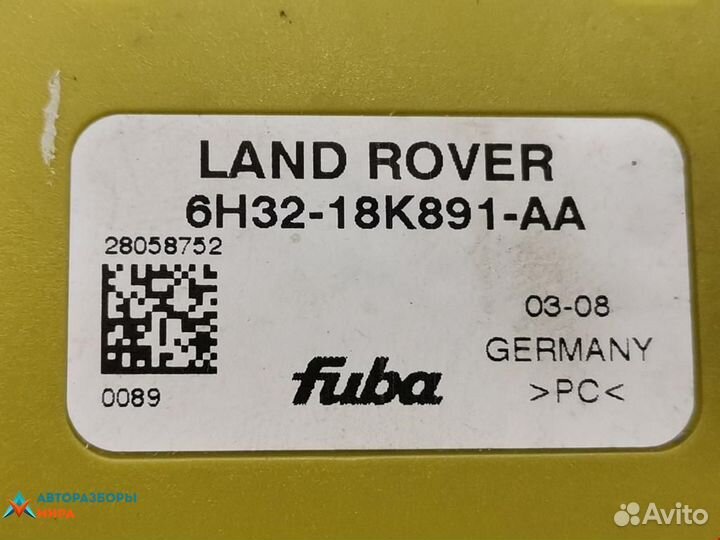 LAND ROVER
6H32-18K891-AA
28058752
03-08
GERMANY
fuba
0089
>PC<
АВТОРАЗБОРЫ
МИРА
Avito